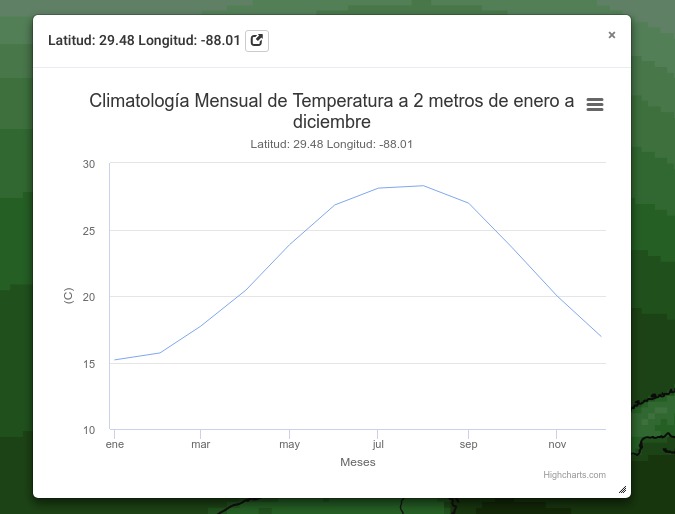 Latitud: 29.48 Longitud: -88.01
×
Climatología Mensual de Temperatura a 2 metros de enero a
diciembre
Latitud: 29.48 Longitud: -88.01
30
25
20
15
10
(C)
ene mar may jul sep nov
Meses
Highcharts.com